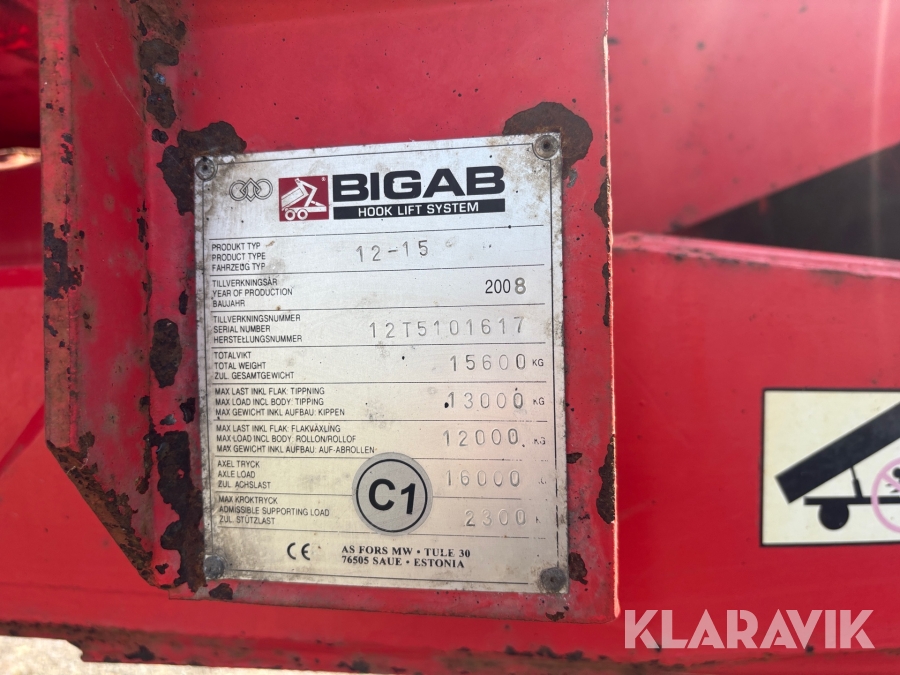 BIGAB
HOOK LIFT SYSTEM
PRODUKT TYP
PRODUCT TYPE
FAHRZEUG TYP
12-15
TILLVERKNINGSÅR
YEAR OF PRODUCTION
BAUJAHR
2008
TILLVERKNINGSNUMMER
SERIAL NUMBER
HERSTELLUNGSNUMMER
12T5101617
TOTALVIKT
TOTAL WEIGHT
ZUL. GESAMTGEWICHT
15600 KG
MAX LAST INKL FLAK: TIPPNING
MAX LOAD INCL BODY: TIPPING
MAX GEWICHT INKL AUFBAU: KIPPEN
13000 KG
MAX LAST INKL FLAK: FLAKVÄXLING
MAX LOAD INCL BODY: ROLLON/ROLLOF
MAX GEWICHT INKL AUFBAU: AUF-ABROLLEN
12000 KG
AXEL TRYCK
AXLE LOAD
ZUL ACHSLAST
16000
C1
MAX KROKTRYCK
ADMISSIBLE SUPPORTING LOAD
ZUL. STÜTZLAST
2300
CE
AS FORS MW • TULE 30
76505 SAUE • ESTONIA
KLARAVIK